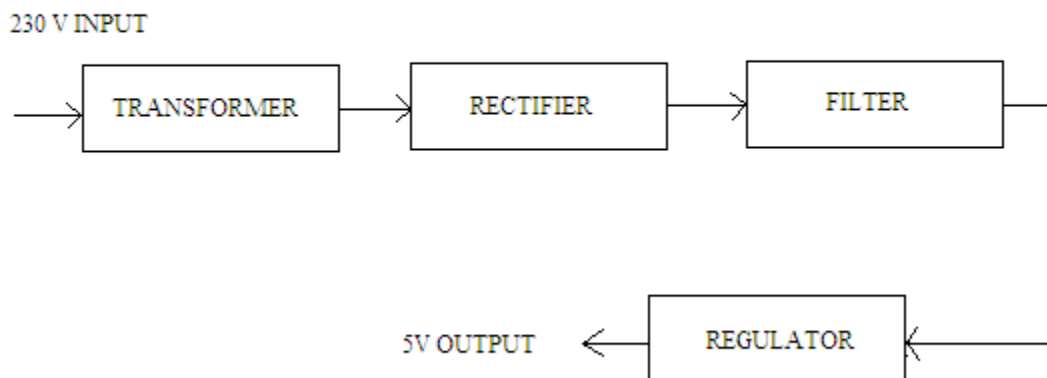 230 V INPUT
TRANSFORMER
RECTIFIER
FILTER
REGULATOR
5V OUTPUT